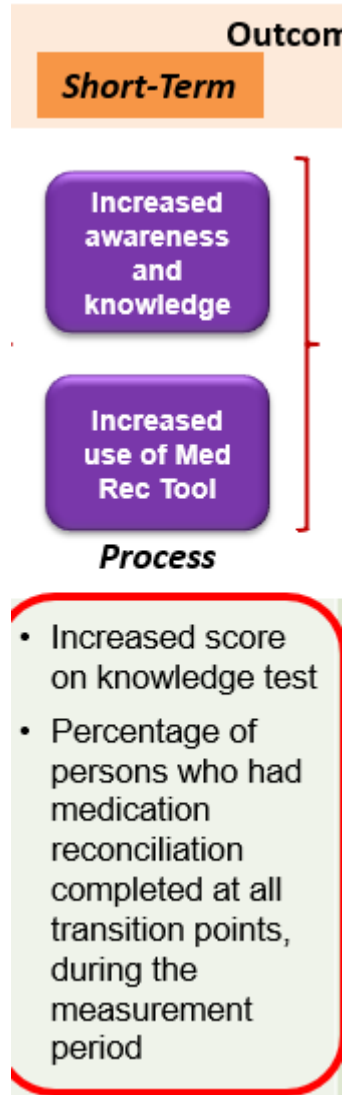 Outcom
Short-Term
Increased
awareness
and
knowledge
Increased
use of Med
Rec Tool
Process
• Increased score
on knowledge test
• Percentage of
persons who had
medication
reconciliation
completed at all
transition points,
during the
measurement
period